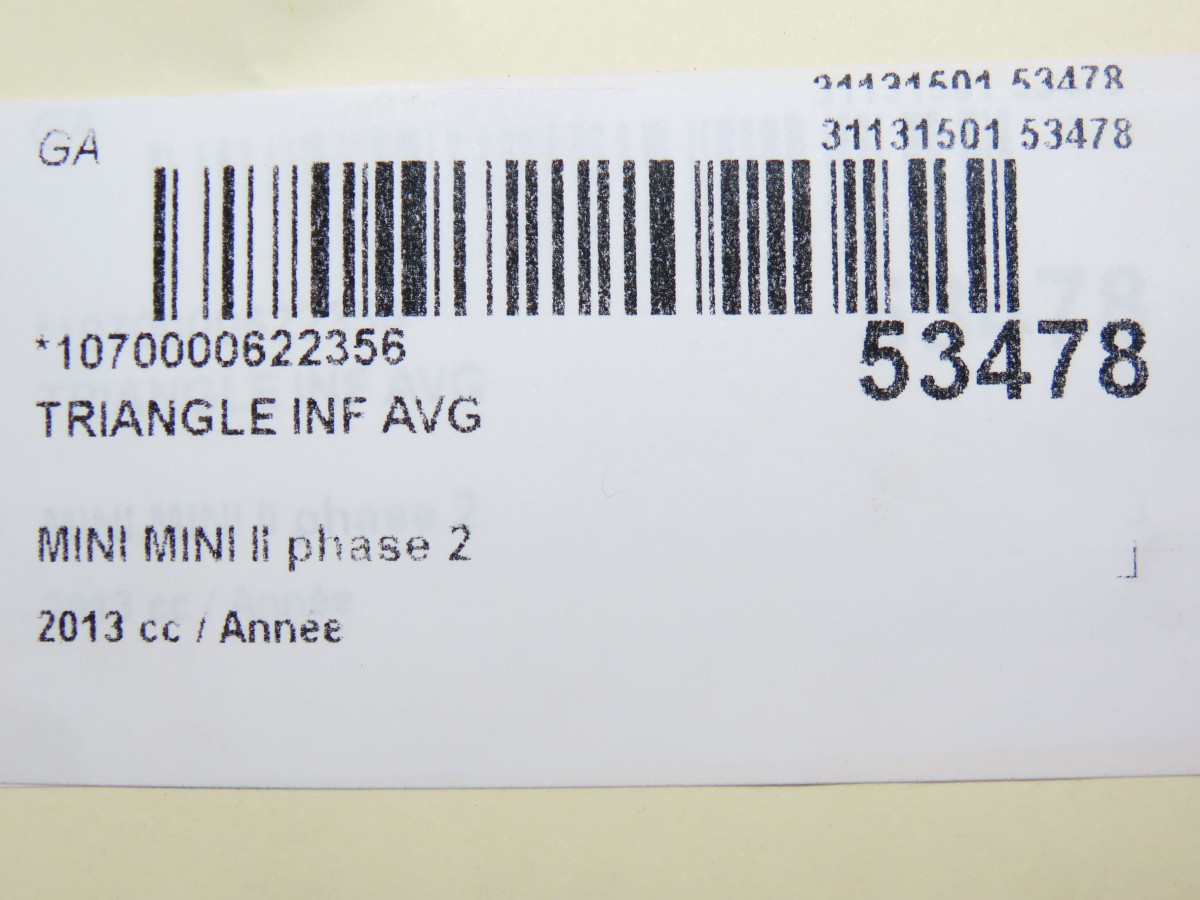 31131501 53478
GA
31131501 53478
*1070000622356
53478
TRIANGLE INF AVG
MINI MINI II phase 2
2013 cc / Année